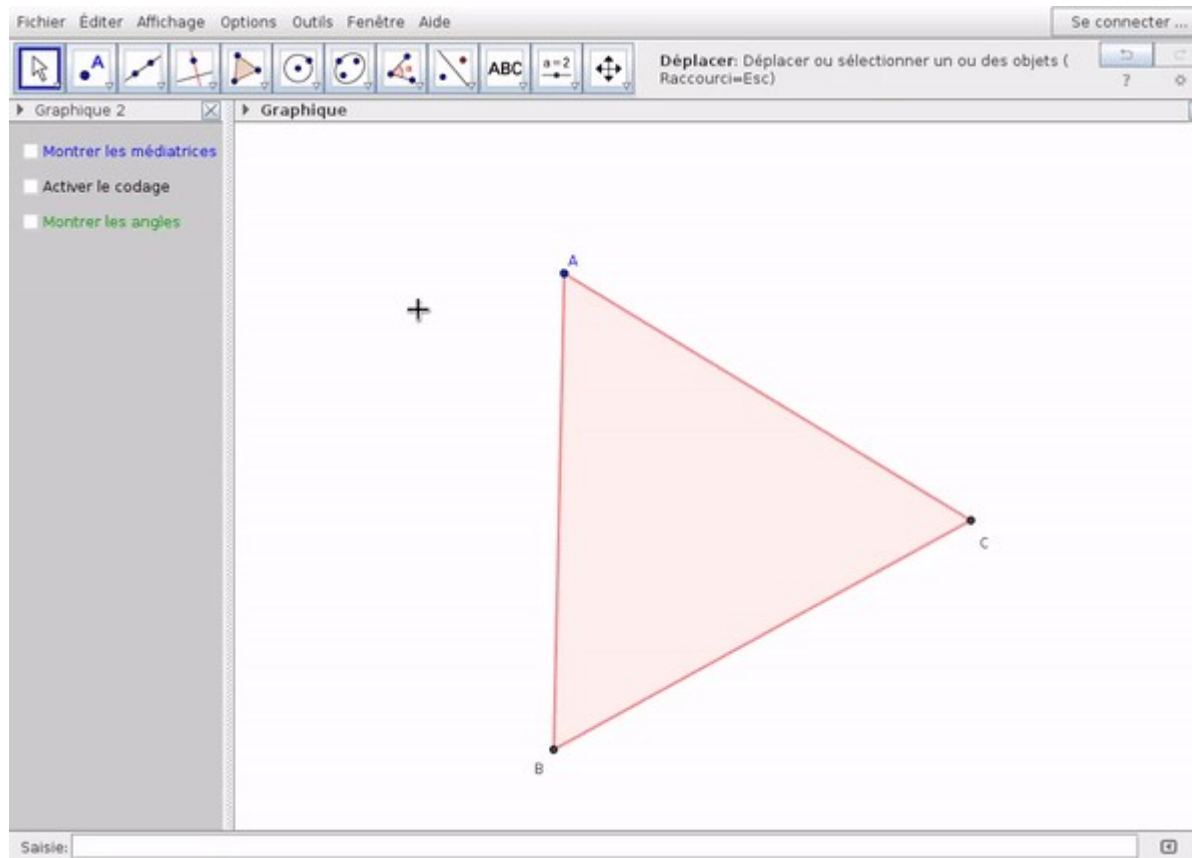 Fichier Éditer Affichage Options Outils Fenêtre Aide
Se connecter ...
A
ABC
a=2
Déplacer: Déplacer ou sélectionner un ou des objets (
Raccourci=Esc)
?
Graphique 2
Graphique
Montrer les médiatrices
Activer le codage
Montrer les angles
A
C
B
Saisie: